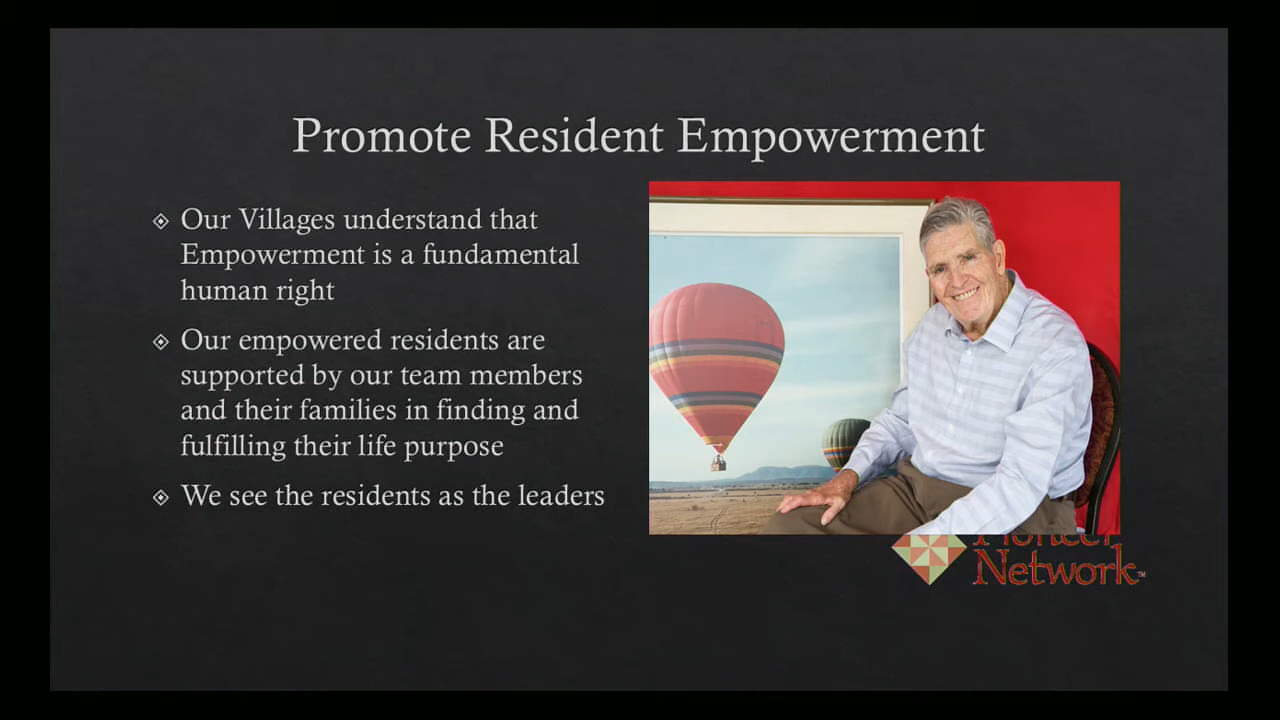 Promote Resident Empowerment
Our Villages understand that
Empowerment is a fundamental
human right
Our empowered residents are
supported by our team members
and their families in finding and
fulfilling their life purpose
We see the residents as the leaders
Pioneer
Network™